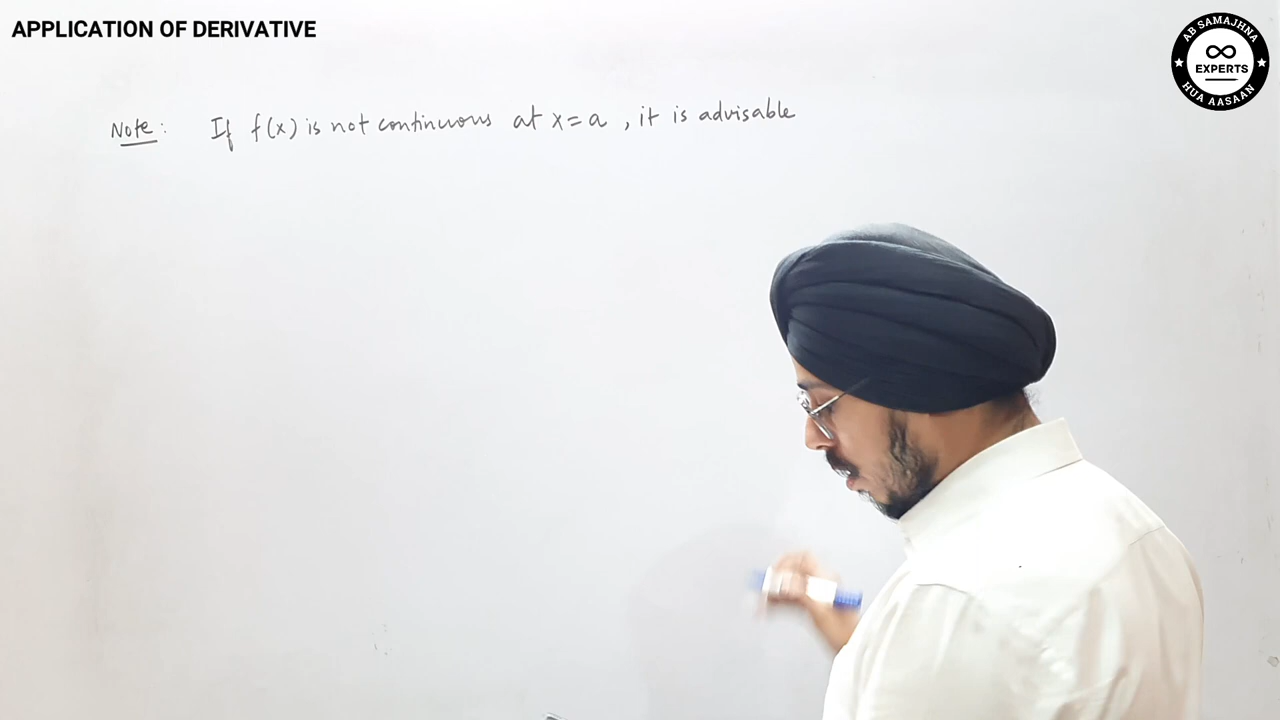 APPLICATION OF DERIVATIVE
AB SAMAJHNA
EXPERTS
HUA AASAAN
Note: If f(x) is not continuous at x=a, it is advisable